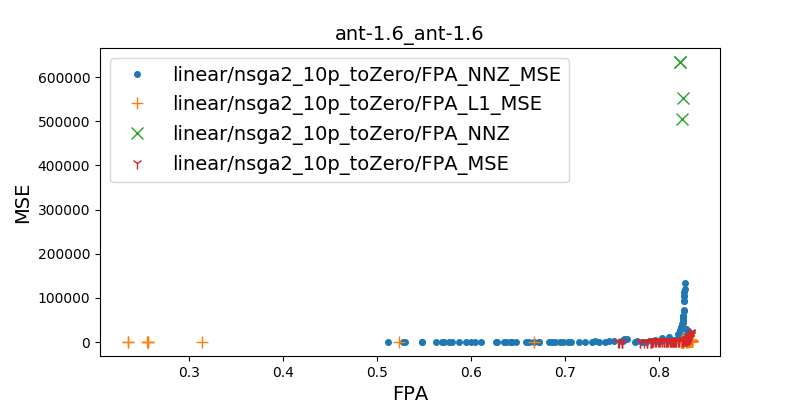 ant-1.6_ant-1.6
linear/nsga2_10p_toZero/FPA_NNZ_MSE
linear/nsga2_10p_toZero/FPA_L1_MSE
linear/nsga2_10p_toZero/FPA_NNZ
linear/nsga2_10p_toZero/FPA_MSE
MSE
600000
500000
400000
300000
200000
100000
0
0.3 0.4 0.5 0.6 0.7 0.8
FPA